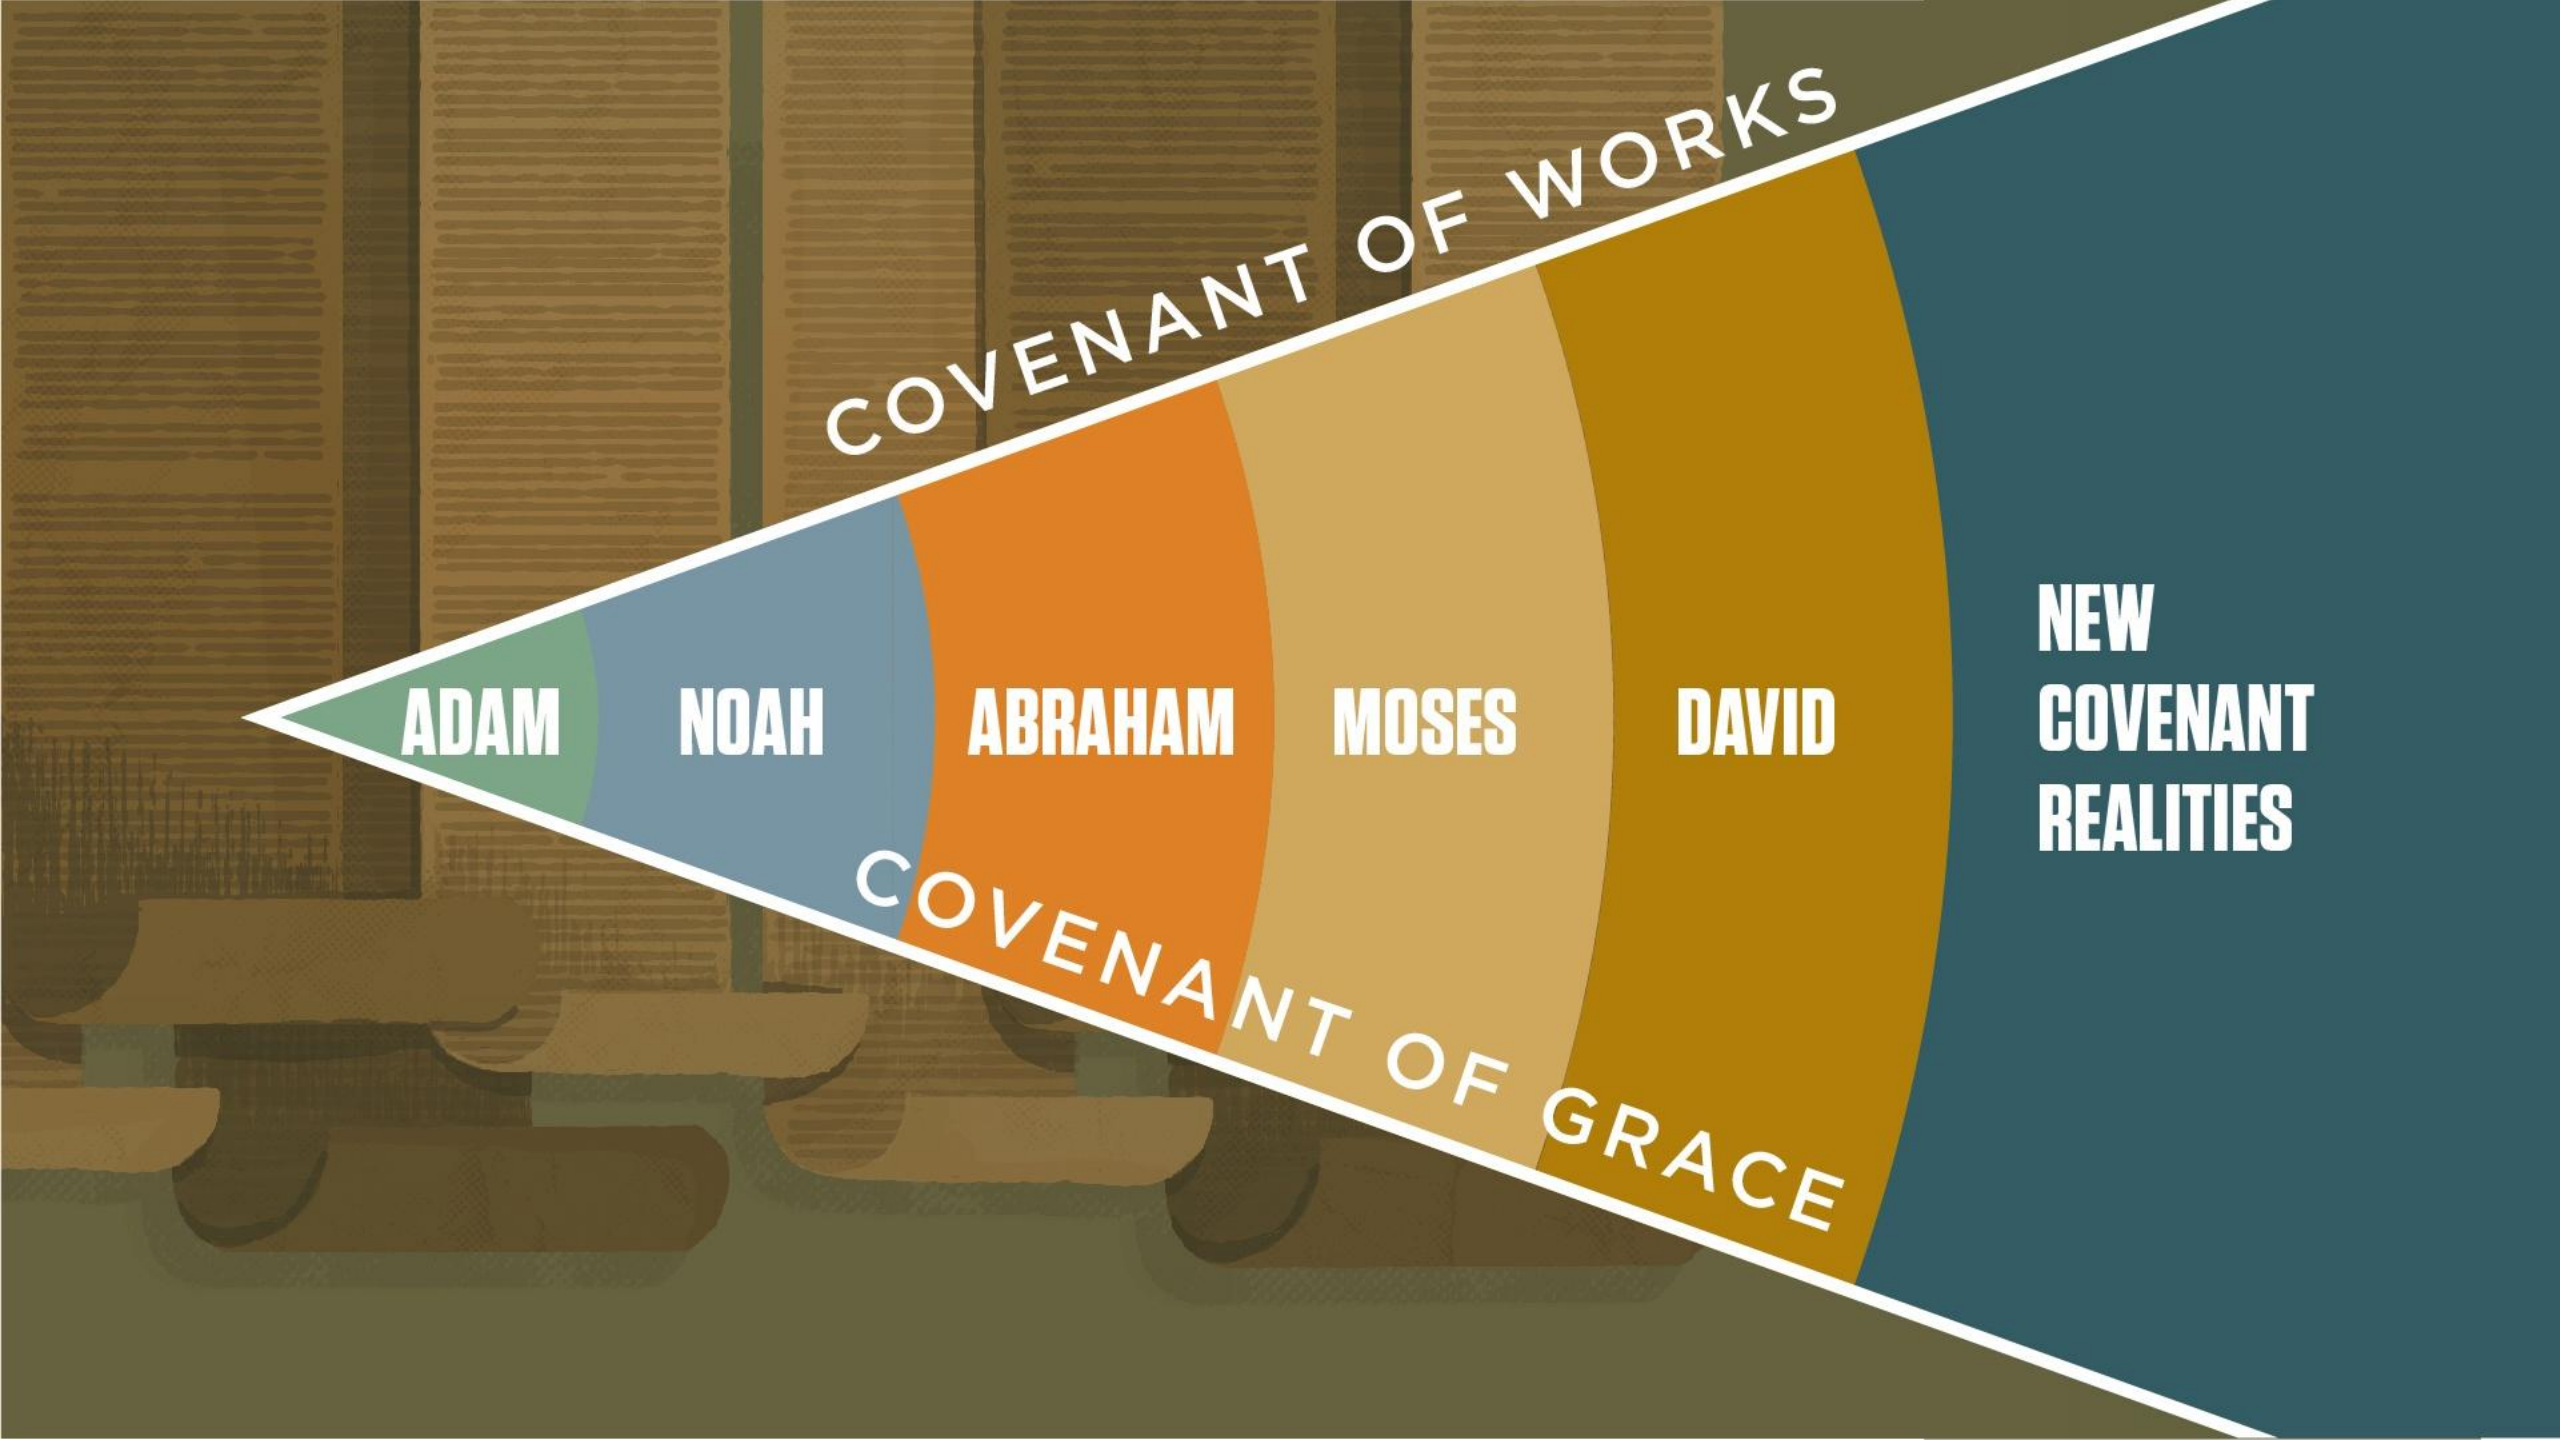 COVENANT OF WORKS
ADAM
NOAH
ABRAHAM
MOSES
DAVID
NEW
COVENANT
REALITIES
COVENANT OF GRACE